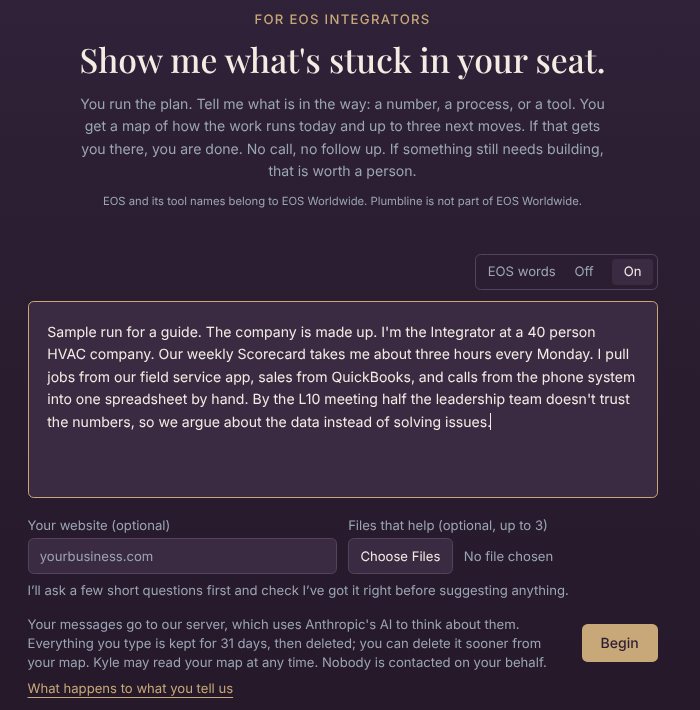 FOR EOS INTEGRATORS
Show me what's stuck in your seat.
You run the plan. Tell me what is in the way: a number, a process, or a tool. You
get a map of how the work runs today and up to three next moves. If that gets
you there, you are done. No call, no follow up. If something still needs building,
that is worth a person.
EOS and its tool names belong to EOS Worldwide. Plumbline is not part of EOS Worldwide.
EOS words Off On
Sample run for a guide. The company is made up. I'm the Integrator at a 40 person
HVAC company. Our weekly Scorecard takes me about three hours every Monday. I pull
jobs from our field service app, sales from QuickBooks, and calls from the phone system
into one spreadsheet by hand. By the L10 meeting half the leadership team doesn't trust
the numbers, so we argue about the data instead of solving issues.
Your website (optional) Files that help (optional, up to 3)
yourbusiness.com Choose Files No file chosen
I’ll ask a few short questions first and check I’ve got it right before suggesting anything.
Your messages go to our server, which uses Anthropic's AI to think about them.
Everything you type is kept for 31 days, then deleted; you can delete it sooner from
your map. Kyle may read your map at any time. Nobody is contacted on your behalf.
Begin
What happens to what you tell us